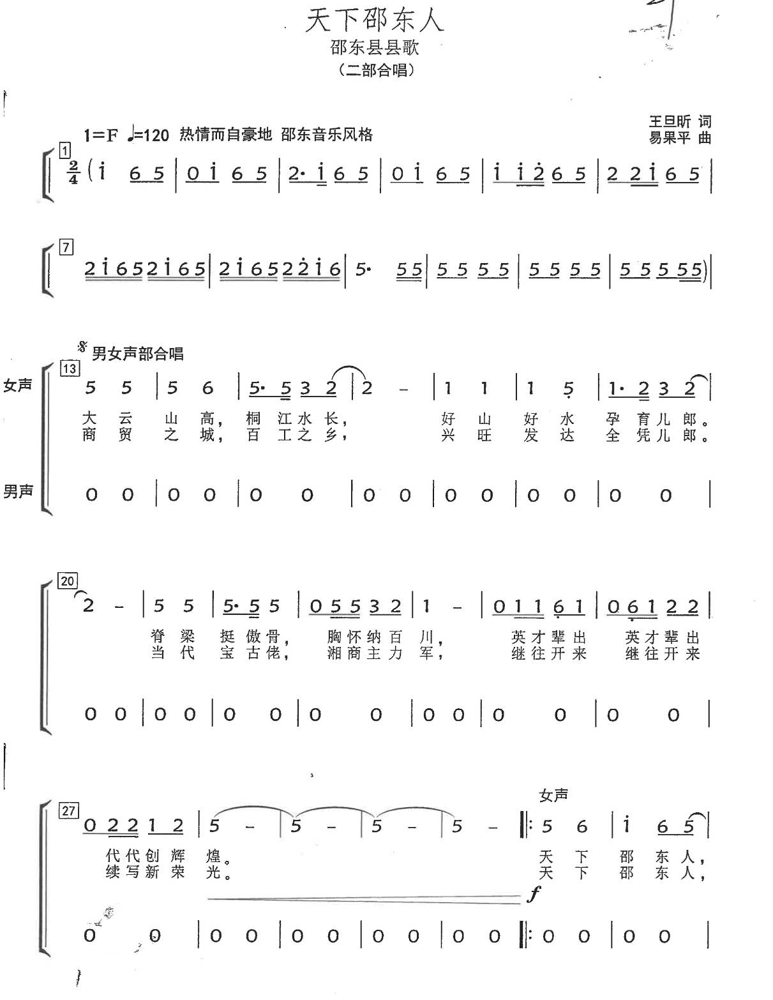 天下邵东人
邵东县县歌
（二部合唱）
王旦昕 词
1=F ♩=120 热情而自豪地 邵东音乐风格
易果平 曲
1
2/4 ( i 6 5 | 0 i 6 5 | 2· i 6 5 | 0 i 6 5 | i i 2̇ 6 5 | 2 2 i 6 5 |
7
2 i 6 5 2 i 6 5 | 2 i 6 5 2 2̇ i 6 | 5· 5 5 | 5 5 5 5 | 5 5 5 5 | 5 5 5 5 5 ) |
男女声部合唱
13
女声 5 5 | 5 6 | 5· 5 3 2 | 2 – | 1 1 | 1 5̣ | 1· 2 3 2 |
大 云 山 高， 桐 江 水 长， 好 山 好 水 孕 育 儿 郎。
商 贸 之 城， 百 工 之 乡， 兴 旺 发 达 全 凭 儿 郎。
男声 0 0 | 0 0 | 0 0 | 0 0 | 0 0 | 0 0 | 0 0 |
20
2 – | 5 5 | 5· 5 5 | 0 5 5 3 2 | 1 – | 0 1 1 6̣ 1 | 0 6̣ 1 2 2 |
脊 梁 挺 傲 骨， 胸 怀 纳 百 川， 英 才 辈 出 英 才 辈 出
当 代 宝 古 佬， 湘 商 主 力 军， 继 往 开 来 继 往 开 来
0 0 | 0 0 | 0 0 | 0 0 | 0 0 | 0 0 | 0 0 |
女声
27
0 2 2 1 2 | 5 – | 5 – | 5 – | 5 – |: 5 6 | i 6 5 |
代 代 创 辉 煌。 天 下 邵 东 人，
续 写 新 荣 光。 天 下 邵 东 人，
f
0 0 | 0 0 | 0 0 | 0 0 | 0 0 |: 0 0 | 0 0 |